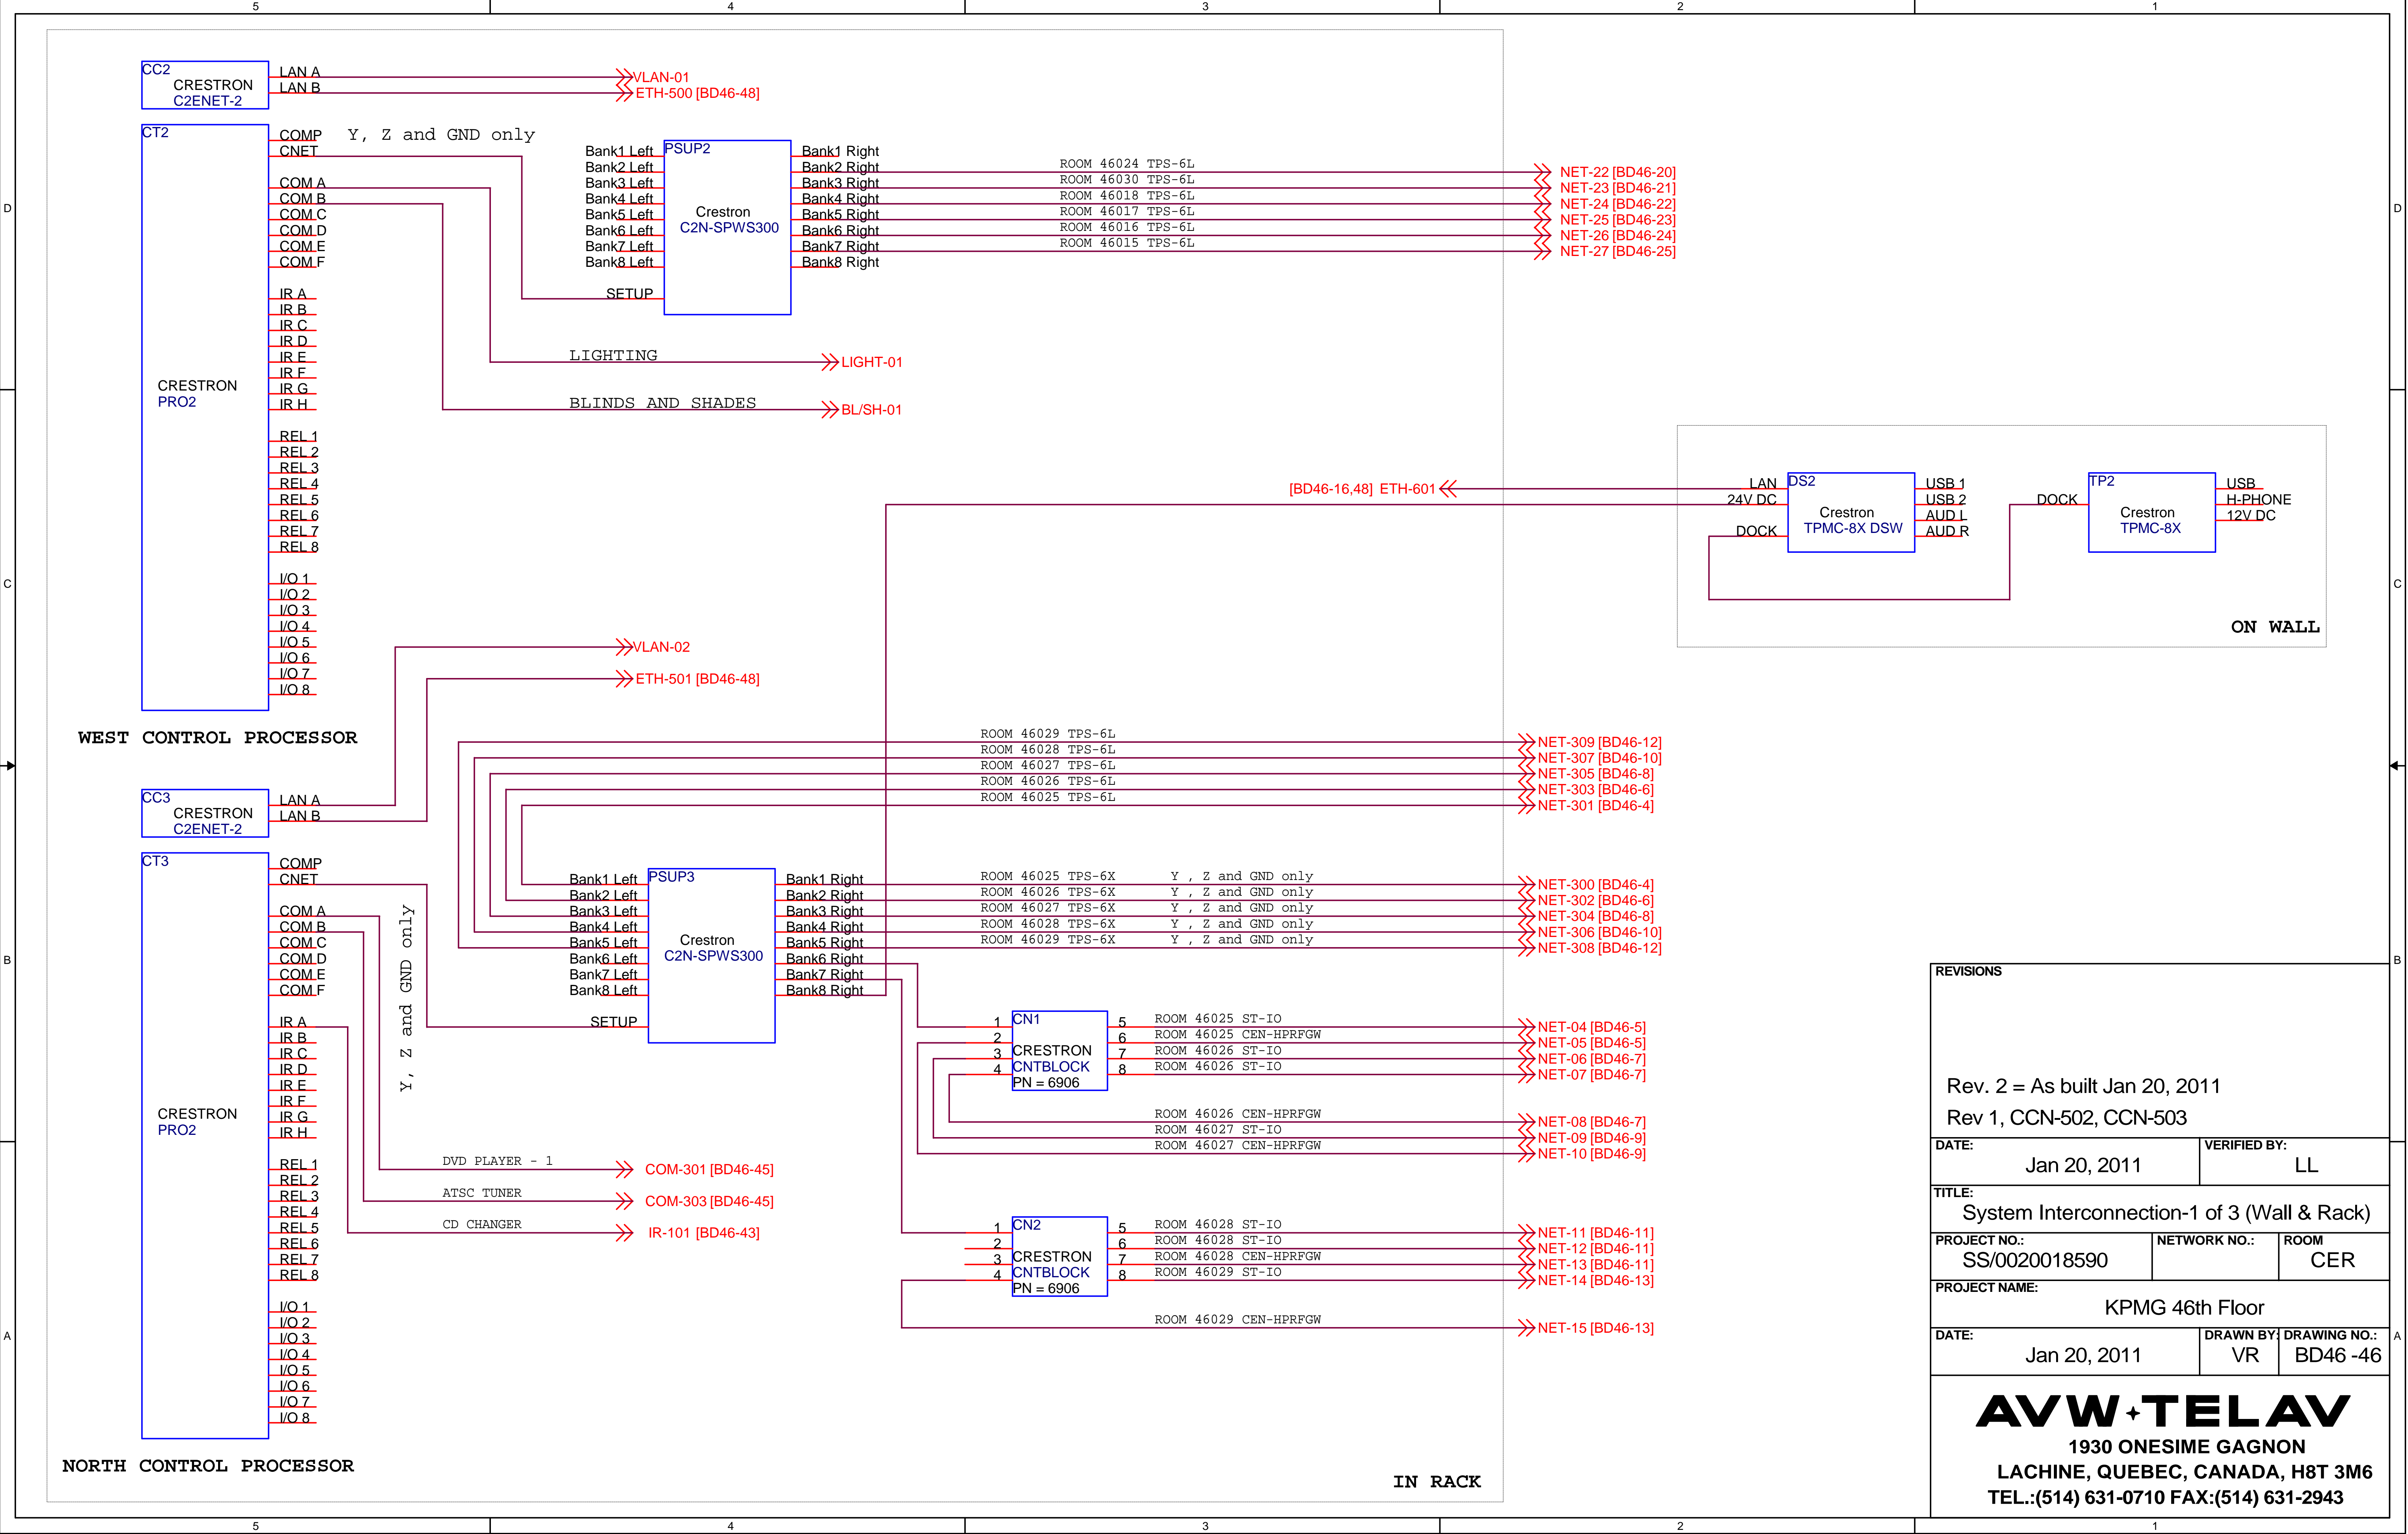 5 4 3 2 1
D D
C C
B B
A A
CC2
CRESTRON
C2ENET-2
LAN A
LAN B
VLAN-01
ETH-500 [BD46-48]
CT2
CRESTRON
PRO2
COMP
CNET
Y, Z and GND only
COM A
COM B
COM C
COM D
COM E
COM F
IR A
IR B
IR C
IR D
IR E
IR F
IR G
IR H
REL 1
REL 2
REL 3
REL 4
REL 5
REL 6
REL 7
REL 8
I/O 1
I/O 2
I/O 3
I/O 4
I/O 5
I/O 6
I/O 7
I/O 8
WEST CONTROL PROCESSOR
PSUP2
Crestron
C2N-SPWS300
Bank1 Left
Bank2 Left
Bank3 Left
Bank4 Left
Bank5 Left
Bank6 Left
Bank7 Left
Bank8 Left
SETUP
Bank1 Right
Bank2 Right
Bank3 Right
Bank4 Right
Bank5 Right
Bank6 Right
Bank7 Right
Bank8 Right
ROOM 46024 TPS-6L NET-22 [BD46-20]
ROOM 46030 TPS-6L NET-23 [BD46-21]
ROOM 46018 TPS-6L NET-24 [BD46-22]
ROOM 46017 TPS-6L NET-25 [BD46-23]
ROOM 46016 TPS-6L NET-26 [BD46-24]
ROOM 46015 TPS-6L NET-27 [BD46-25]
LIGHTING LIGHT-01
BLINDS AND SHADES BL/SH-01
[BD46-16,48] ETH-601
LAN
24V DC
DOCK
DS2
Crestron
TPMC-8X DSW
USB 1
USB 2
AUD L
AUD R
DOCK
TP2
Crestron
TPMC-8X
USB
H-PHONE
12V DC
ON WALL
VLAN-02
ETH-501 [BD46-48]
CC3
CRESTRON
C2ENET-2
LAN A
LAN B
CT3
CRESTRON
PRO2
COMP
CNET
COM A
COM B
COM C
COM D
COM E
COM F
IR A
IR B
IR C
IR D
IR E
IR F
IR G
IR H
REL 1
REL 2
REL 3
REL 4
REL 5
REL 6
REL 7
REL 8
I/O 1
I/O 2
I/O 3
I/O 4
I/O 5
I/O 6
I/O 7
I/O 8
NORTH CONTROL PROCESSOR
Y, Z and GND only
ROOM 46029 TPS-6L NET-309 [BD46-12]
ROOM 46028 TPS-6L NET-307 [BD46-10]
ROOM 46027 TPS-6L NET-305 [BD46-8]
ROOM 46026 TPS-6L NET-303 [BD46-6]
ROOM 46025 TPS-6L NET-301 [BD46-4]
PSUP3
Crestron
C2N-SPWS300
Bank1 Left
Bank2 Left
Bank3 Left
Bank4 Left
Bank5 Left
Bank6 Left
Bank7 Left
Bank8 Left
SETUP
Bank1 Right
Bank2 Right
Bank3 Right
Bank4 Right
Bank5 Right
Bank6 Right
Bank7 Right
Bank8 Right
ROOM 46025 TPS-6X Y , Z and GND only NET-300 [BD46-4]
ROOM 46026 TPS-6X Y , Z and GND only NET-302 [BD46-6]
ROOM 46027 TPS-6X Y , Z and GND only NET-304 [BD46-8]
ROOM 46028 TPS-6X Y , Z and GND only NET-306 [BD46-10]
ROOM 46029 TPS-6X Y , Z and GND only NET-308 [BD46-12]
1
2
3
4
CN1
CRESTRON
CNTBLOCK
PN = 6906
5 ROOM 46025 ST-IO NET-04 [BD46-5]
6 ROOM 46025 CEN-HPRFGW NET-05 [BD46-5]
7 ROOM 46026 ST-IO NET-06 [BD46-7]
8 ROOM 46026 ST-IO NET-07 [BD46-7]
ROOM 46026 CEN-HPRFGW NET-08 [BD46-7]
ROOM 46027 ST-IO NET-09 [BD46-9]
ROOM 46027 CEN-HPRFGW NET-10 [BD46-9]
DVD PLAYER - 1 COM-301 [BD46-45]
ATSC TUNER COM-303 [BD46-45]
CD CHANGER IR-101 [BD46-43]
1
2
3
4
CN2
CRESTRON
CNTBLOCK
PN = 6906
5 ROOM 46028 ST-IO NET-11 [BD46-11]
6 ROOM 46028 ST-IO NET-12 [BD46-11]
7 ROOM 46028 CEN-HPRFGW NET-13 [BD46-11]
8 ROOM 46029 ST-IO NET-14 [BD46-13]
ROOM 46029 CEN-HPRFGW NET-15 [BD46-13]
IN RACK
REVISIONS
Rev. 2 = As built Jan 20, 2011
Rev 1, CCN-502, CCN-503
DATE: VERIFIED BY:
Jan 20, 2011 LL
TITLE:
System Interconnection-1 of 3 (Wall & Rack)
PROJECT NO.: NETWORK NO.: ROOM
SS/0020018590 CER
PROJECT NAME:
KPMG 46th Floor
DATE: DRAWN BY: DRAWING NO.:
Jan 20, 2011 VR BD46 -46
AVW TELAV
1930 ONESIME GAGNON
LACHINE, QUEBEC, CANADA, H8T 3M6
TEL.:(514) 631-0710 FAX:(514) 631-2943
5 4 3 2 1